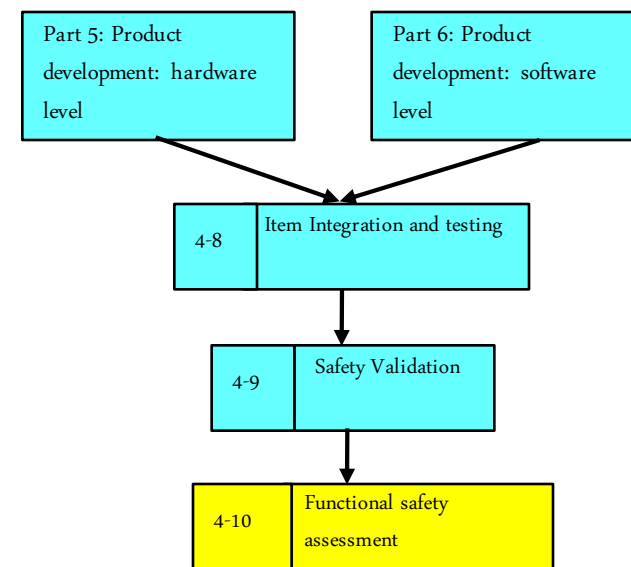 Part 5: Product
development: hardware
level
Part 6: Product
development: software
level
4-8
Item Integration and testing
4-9
Safety Validation
4-10
Functional safety
assessment